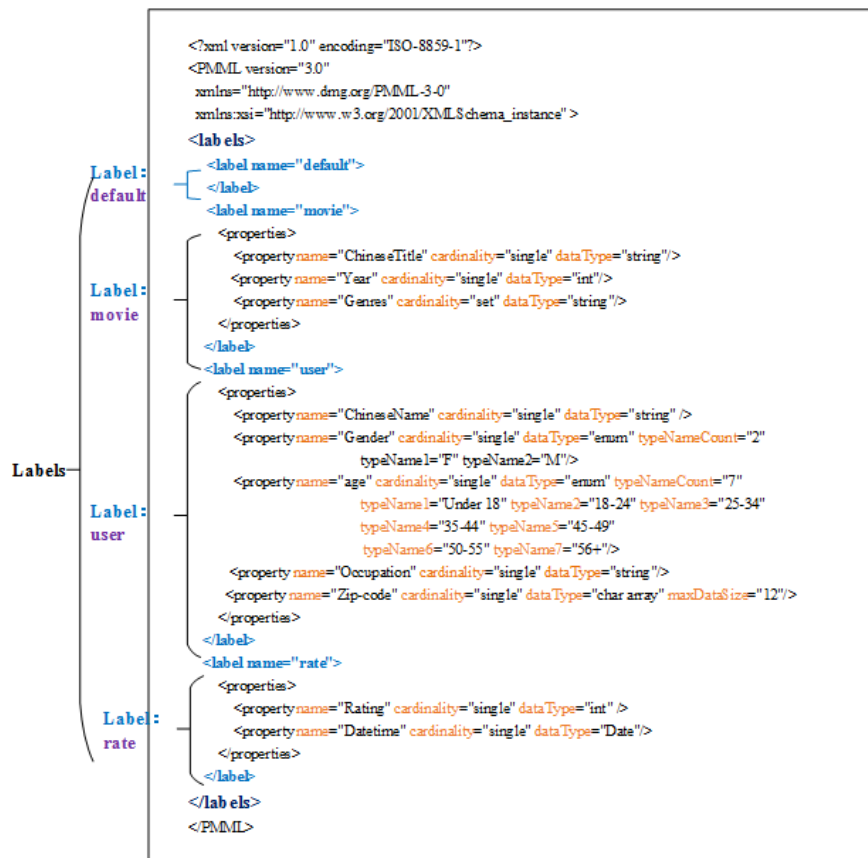 <?xml version="1.0" encoding="ISO-8859-1"?>
<PMML version="3.0"
xmlns="http://www.dmg.org/PMML-3-0"
xmlns:xsi="http://www.w3.org/2001/XMLSchema_instance" >
<labels>
Label:
default
<label name="default">
</label>
<label name="movie">
Label:
movie
<properties>
<property name="ChineseTitle" cardinality="single" dataType="string"/>
<property name="Year" cardinality="single" dataType="int"/>
<property name="Genres" cardinality="set" dataType="string"/>
</properties>
</label>
<label name="user">
Labels
Label:
user
<properties>
<property name="ChineseName" cardinality="single" dataType="string" />
<property name="Gender" cardinality="single" dataType="enum" typeNameCount="2"
typeName1="F" typeName2="M"/>
<property name="age" cardinality="single" dataType="enum" typeNameCount="7"
typeName1="Under 18" typeName2="18-24" typeName3="25-34"
typeName4="35-44" typeName5="45-49"
typeName6="50-55" typeName7="56+"/>
<property name="Occupation" cardinality="single" dataType="string"/>
<property name="Zip-code" cardinality="single" dataType="char array" maxDataSize="12"/>
</properties>
</label>
<label name="rate">
Label:
rate
<properties>
<property name="Rating" cardinality="single" dataType="int" />
<property name="Datetime" cardinality="single" dataType="Date"/>
</properties>
</label>
</labels>
</PMML>